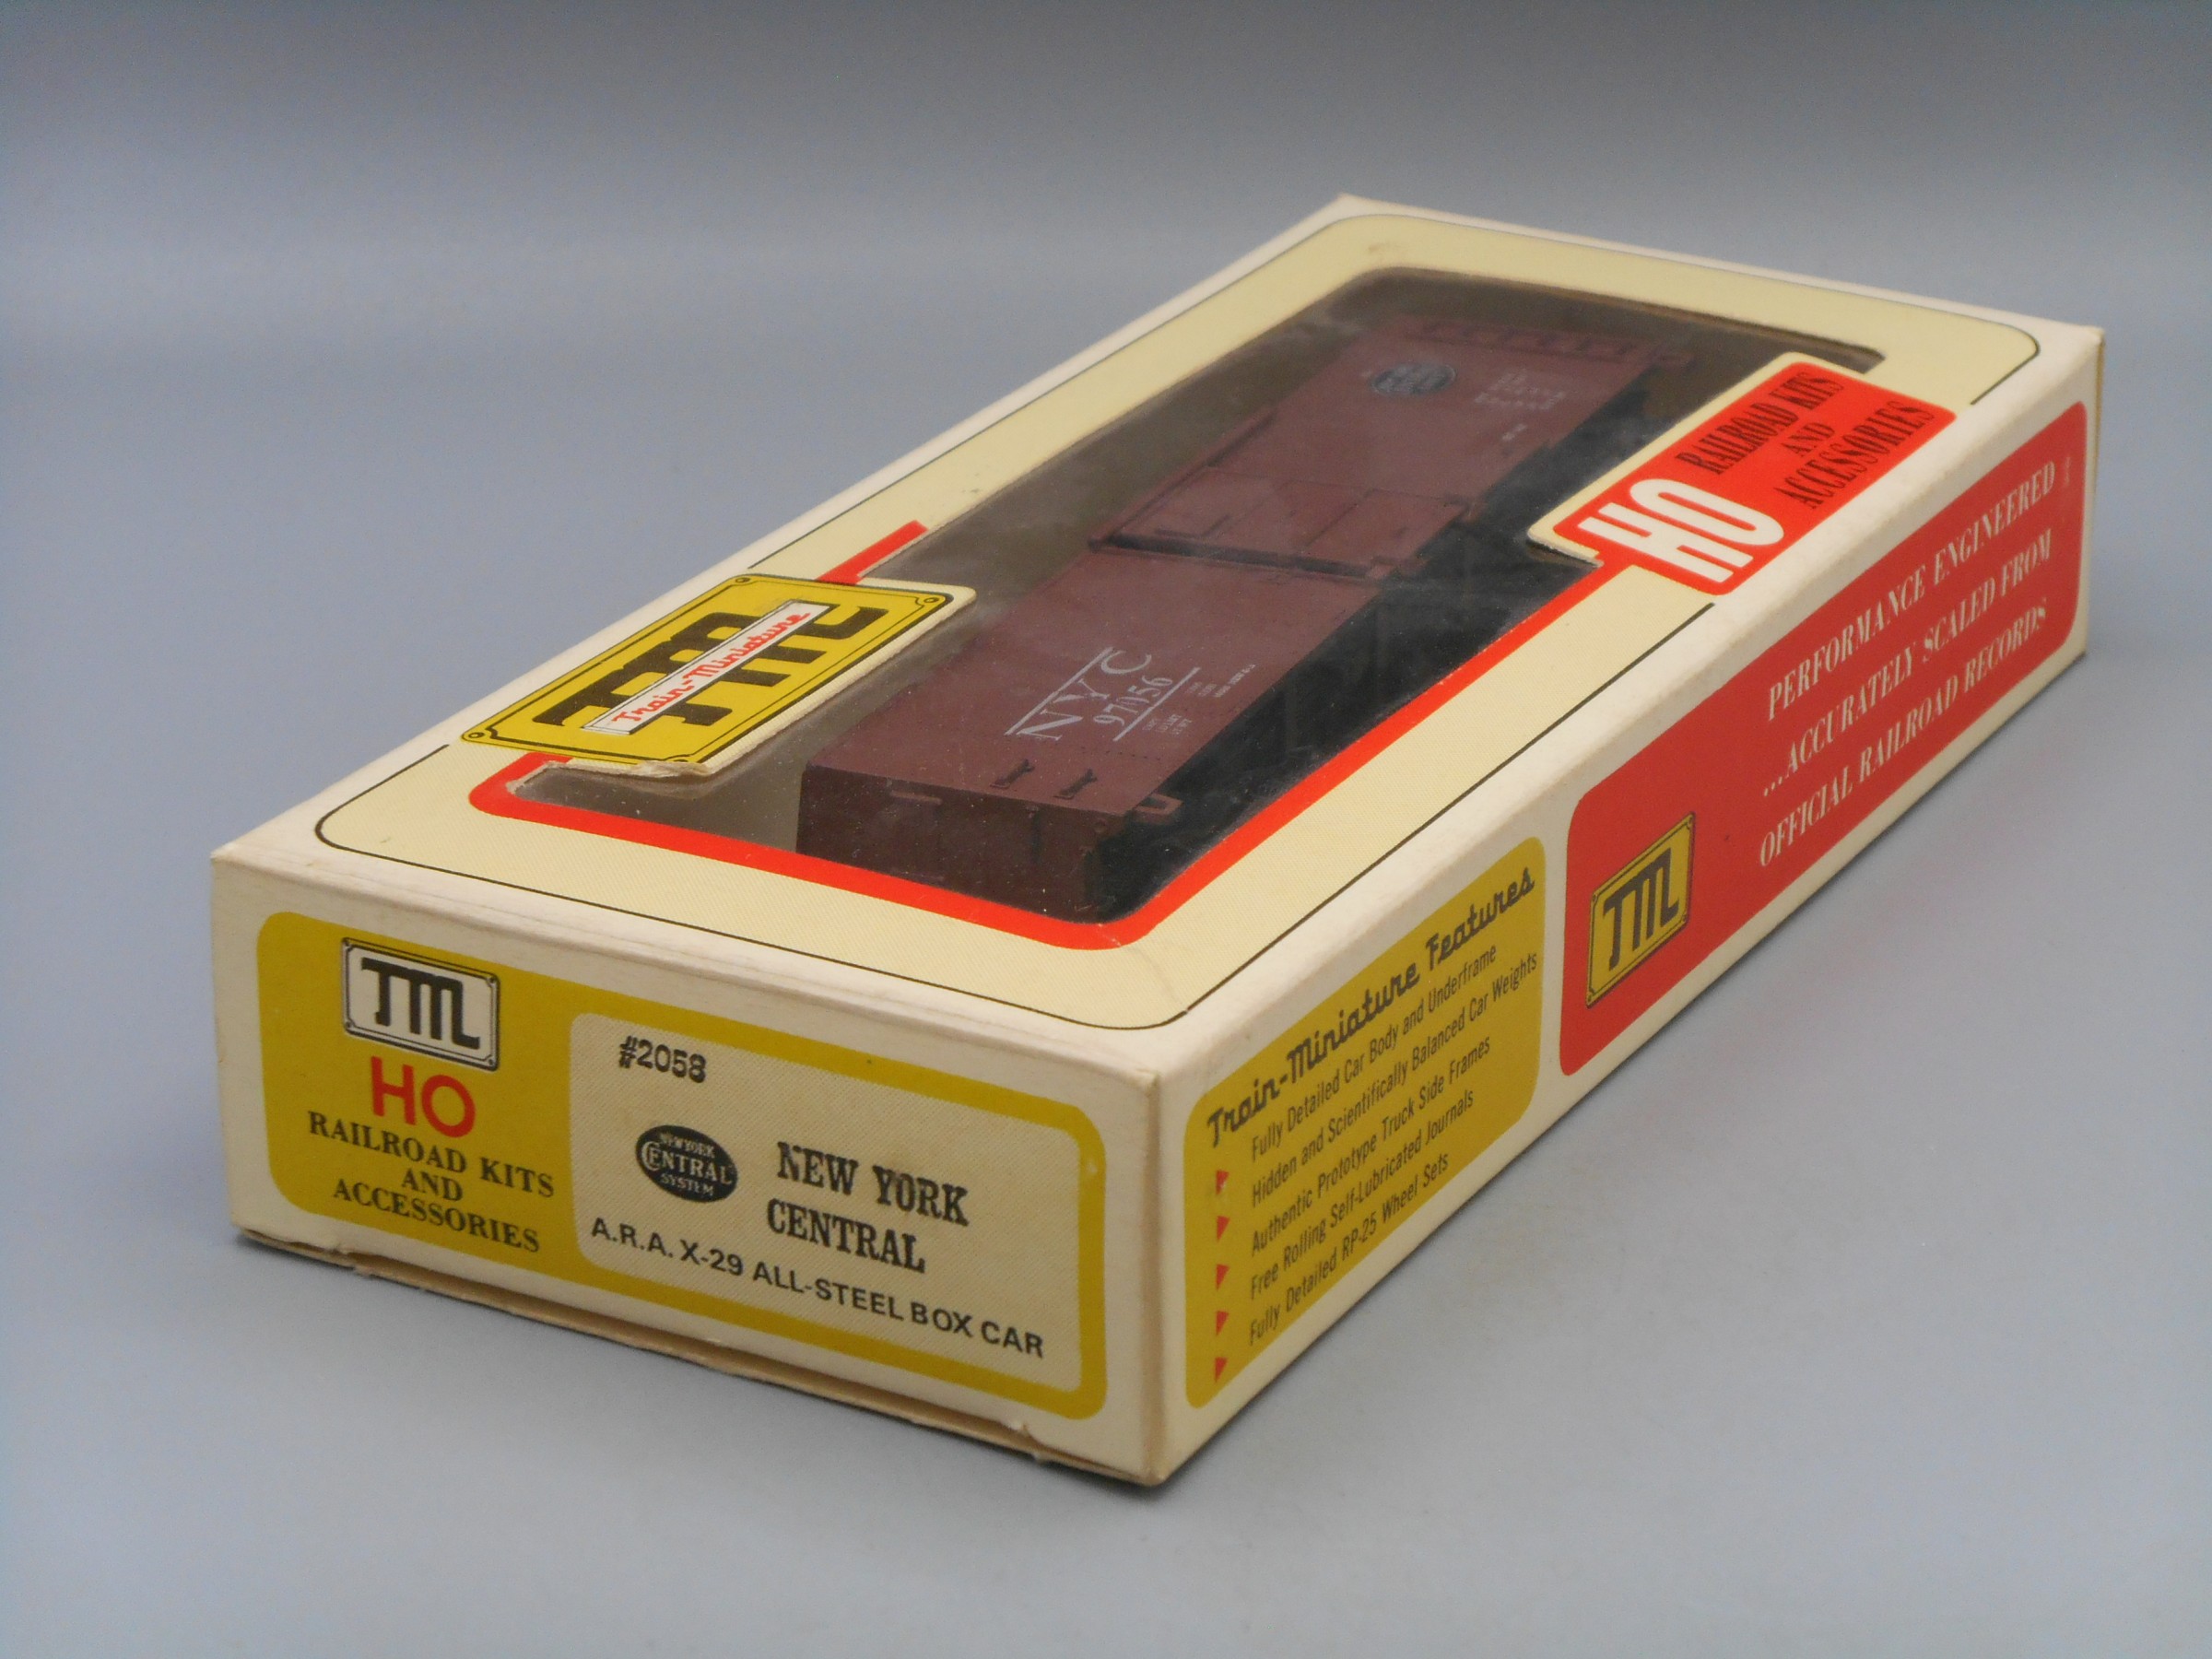 HO
RAILROAD KITS
AND
ACCESSORIES
TM
Train-Miniature
NYC
TM
HO
RAILROAD KITS
AND
ACCESSORIES
#2058
NEW YORK
CENTRAL
SYSTEM
NEW YORK
CENTRAL
A.R.A. X-29 ALL-STEEL BOX CAR
Train-Miniature Features
Fully Detailed Car Body and Underframe
Hidden and Scientifically Balanced Car Weights
Authentic Prototype Truck Side Frames
Free Rolling Self-Lubricated Journals
Fully Detailed RP-25 Wheel Sets
TM
PERFORMANCE ENGINEERED
...ACCURATELY SCALED FROM
OFFICIAL RAILROAD RECORDS